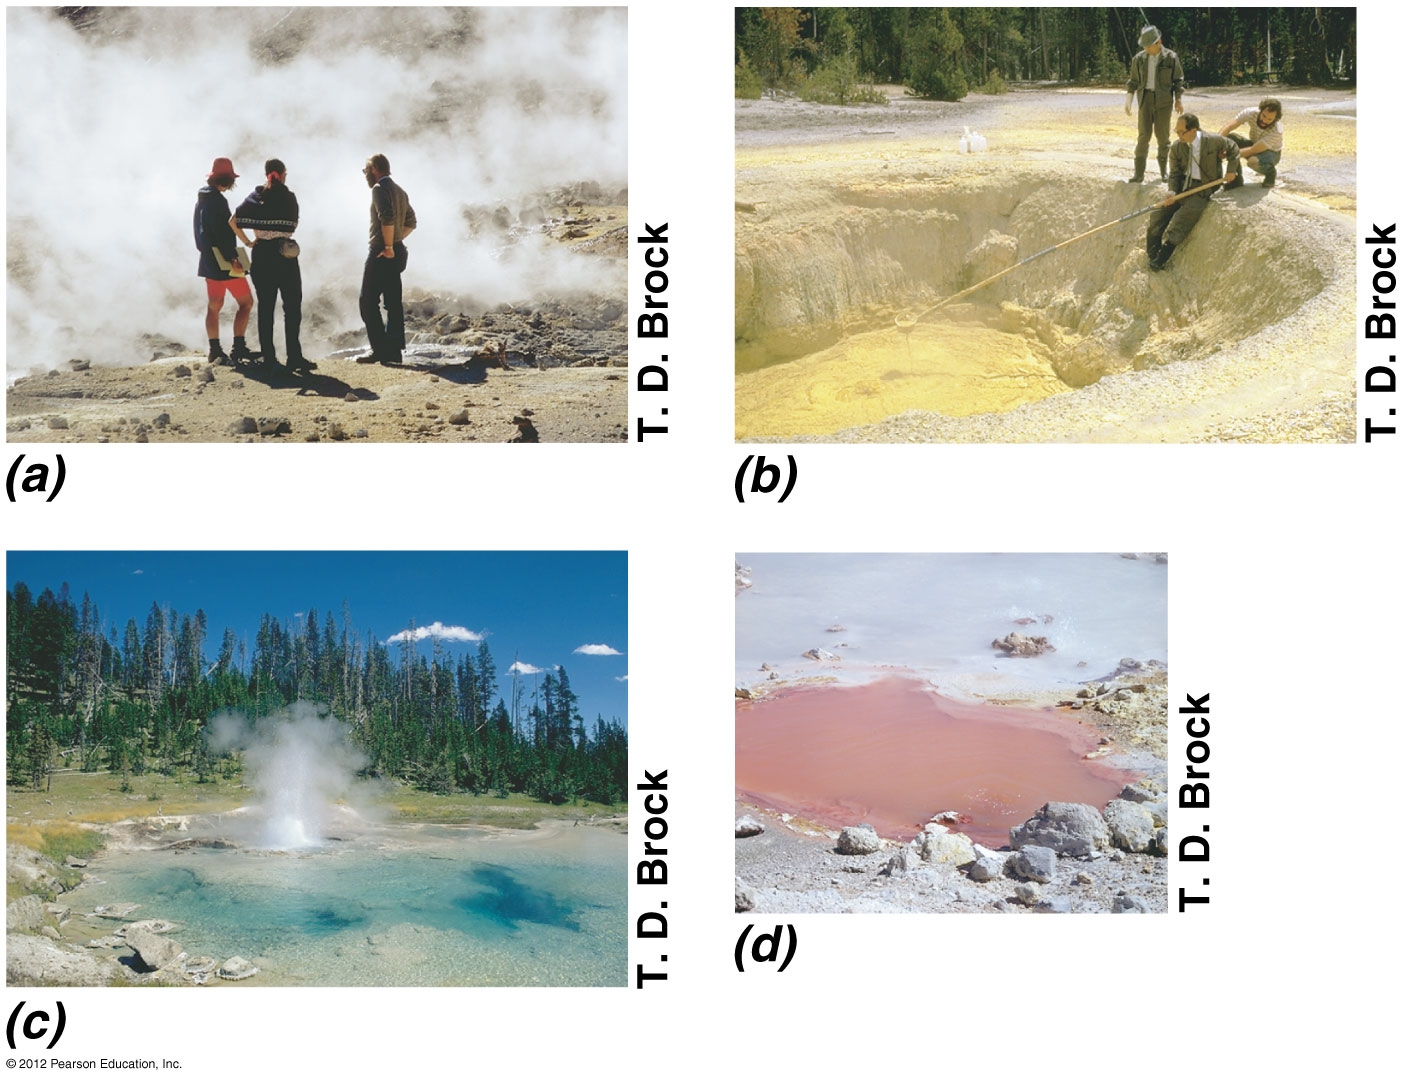 T. D. Brock
(a)
T. D. Brock
(b)
T. D. Brock
(c)
T. D. Brock
(d)
© 2012 Pearson Education, Inc.